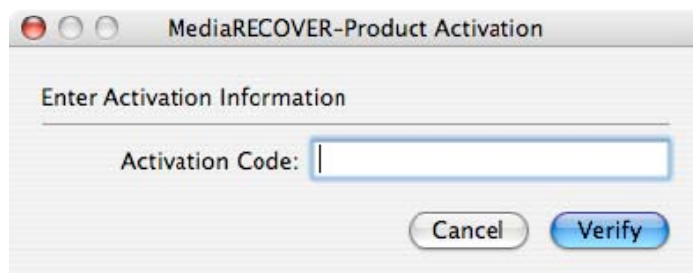 MediaRECOVER-Product Activation
Enter Activation Information
Activation Code:
Cancel Verify